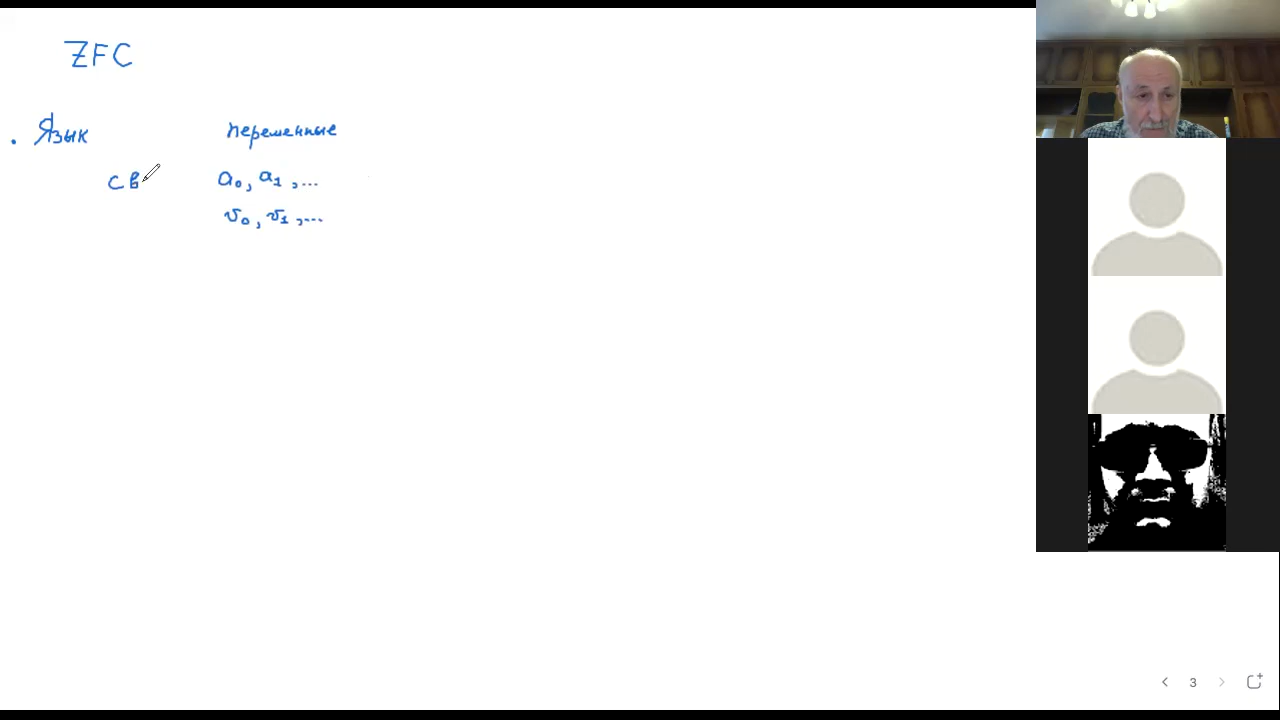 ZFC
. Язык переменные
св a₀, a₁, ...
v₀, v₁, ...
3